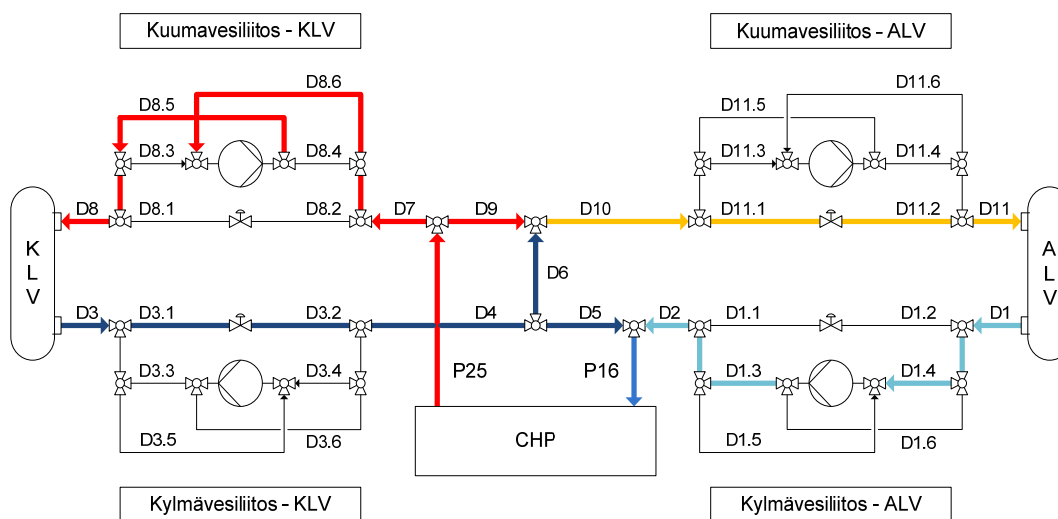 Kuumavesiliitos - KLV
Kuumavesiliitos - ALV
D8.6
D11.6
D8.5
D11.5
D8.3
D8.4
D11.3
D11.4
D8
D8.1
D8.2
D7
D9
D10
D11.1
D11.2
D11
KLV
ALV
D6
D3
D3.1
D3.2
D4
D5
D2
D1.1
D1.2
D1
D3.3
D3.4
P25
P16
D1.3
D1.4
D3.5
D3.6
CHP
D1.5
D1.6
Kylmävesiliitos - KLV
Kylmävesiliitos - ALV